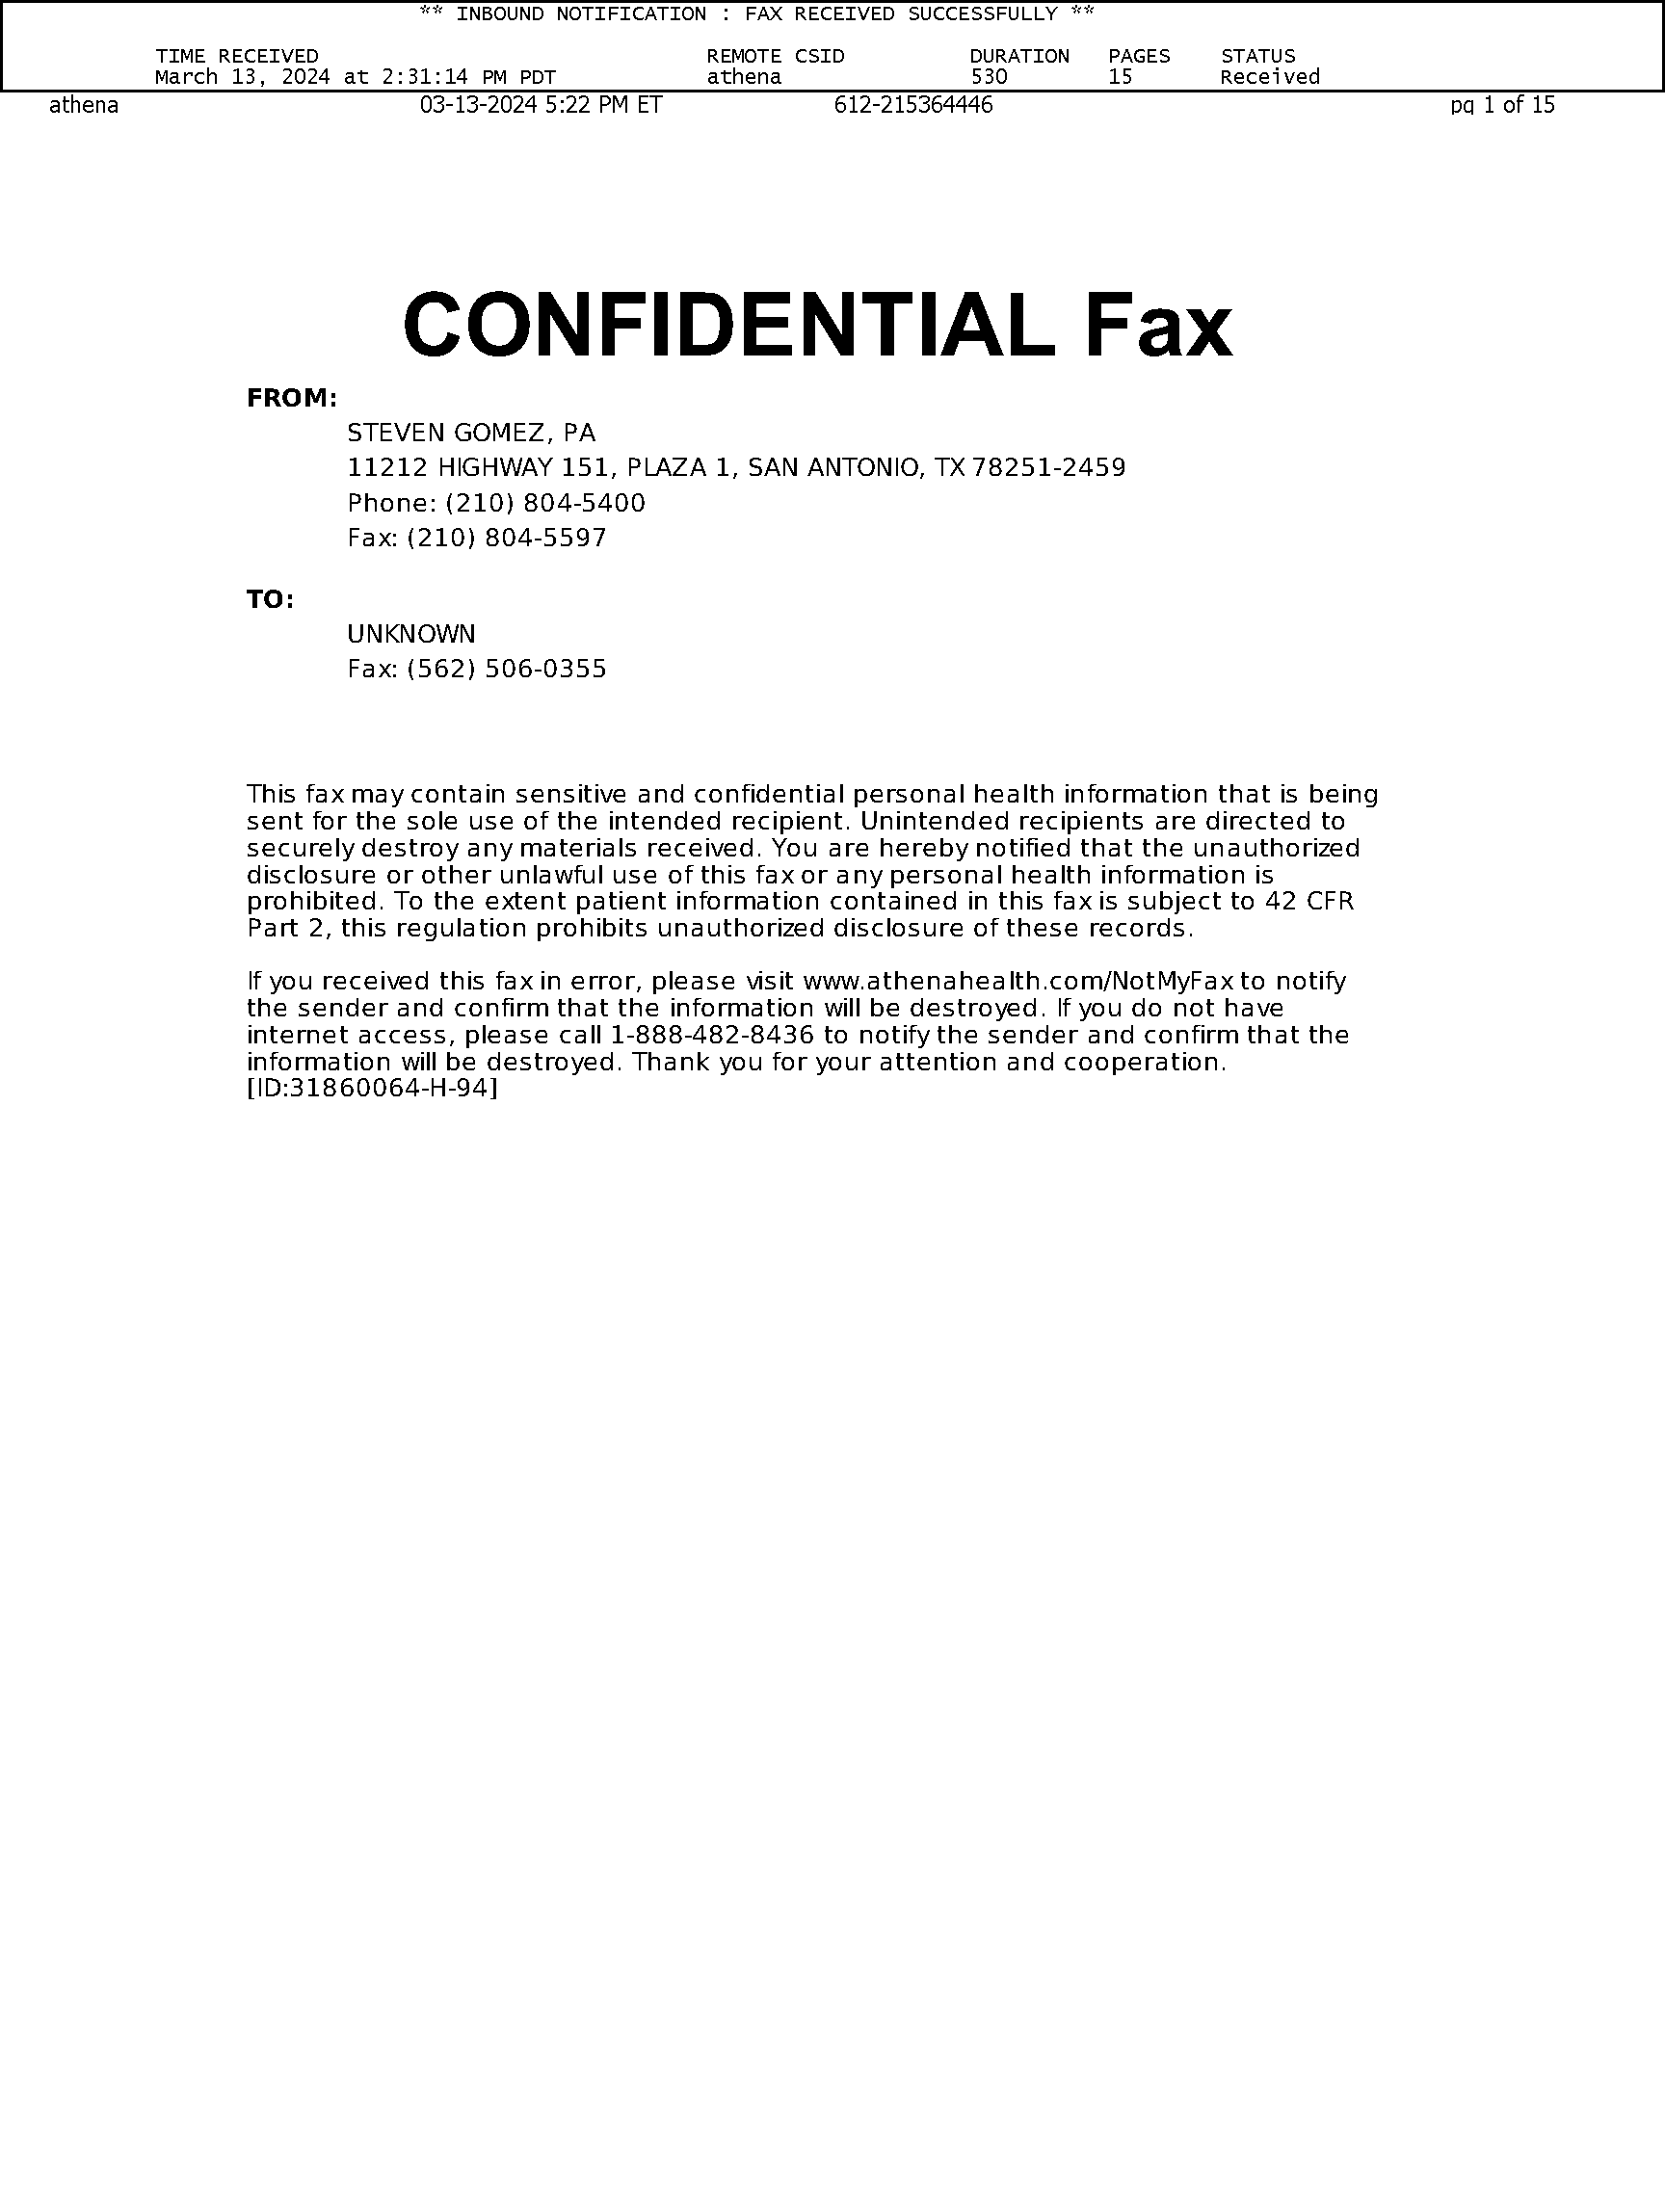 ** INBOUND NOTIFICATION : FAX RECEIVED SUCCESSFULLY **
TIME RECEIVED REMOTE CSID DURATION PAGES STATUS
March 13, 2024 at 2:31:14 PM PDT athena 530 15 Received
athena 03-13-2024 5:22 PM ET 612-215364446 pg 1 of 15
CONFIDENTIAL Fax
FROM:
STEVEN GOMEZ, PA
11212 HIGHWAY 151, PLAZA 1, SAN ANTONIO, TX 78251-2459
Phone: (210) 804-5400
Fax: (210) 804-5597
TO:
UNKNOWN
Fax: (562) 506-0355
This fax may contain sensitive and confidential personal health information that is being
sent for the sole use of the intended recipient. Unintended recipients are directed to
securely destroy any materials received. You are hereby notified that the unauthorized
disclosure or other unlawful use of this fax or any personal health information is
prohibited. To the extent patient information contained in this fax is subject to 42 CFR
Part 2, this regulation prohibits unauthorized disclosure of these records.
If you received this fax in error, please visit www.athenahealth.com/NotMyFax to notify
the sender and confirm that the information will be destroyed. If you do not have
internet access, please call 1-888-482-8436 to notify the sender and confirm that the
information will be destroyed. Thank you for your attention and cooperation.
[ID:31860064-H-94]